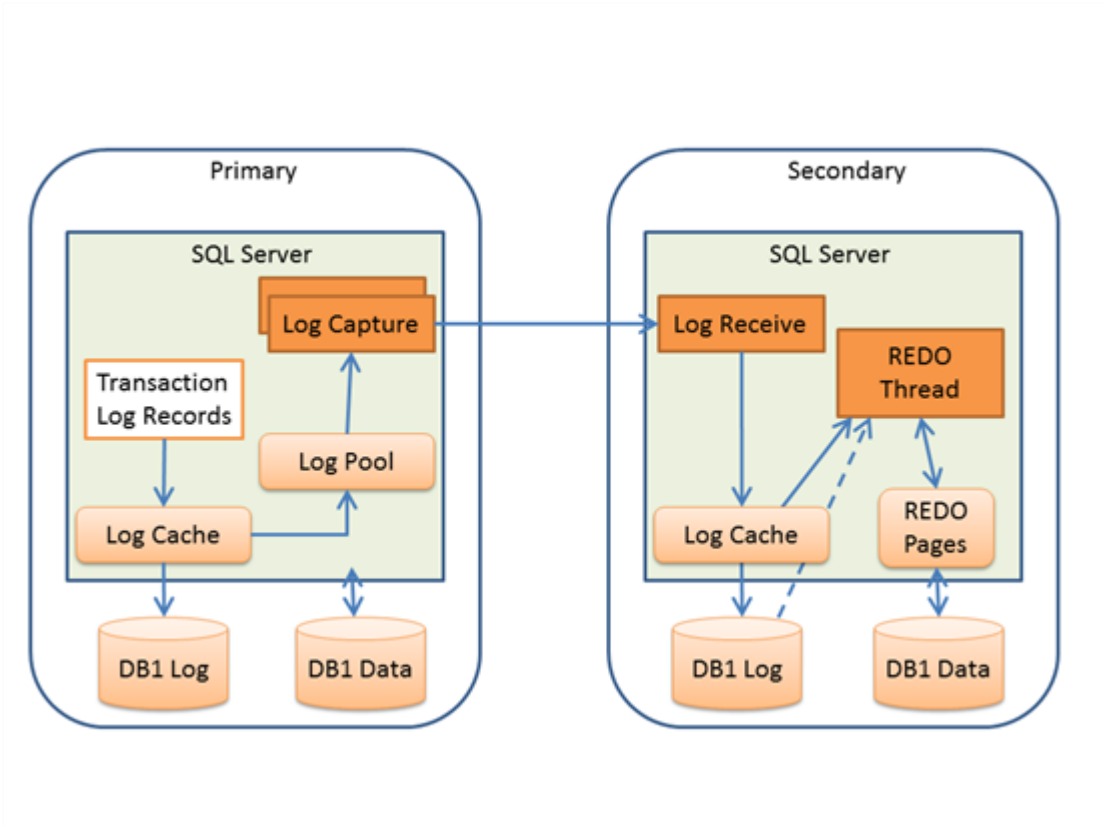 Primary
SQL Server
Log Capture
Transaction
Log Records
Log Pool
Log Cache
DB1 Log
DB1 Data
Secondary
SQL Server
Log Receive
REDO
Thread
Log Cache
REDO
Pages
DB1 Log
DB1 Data